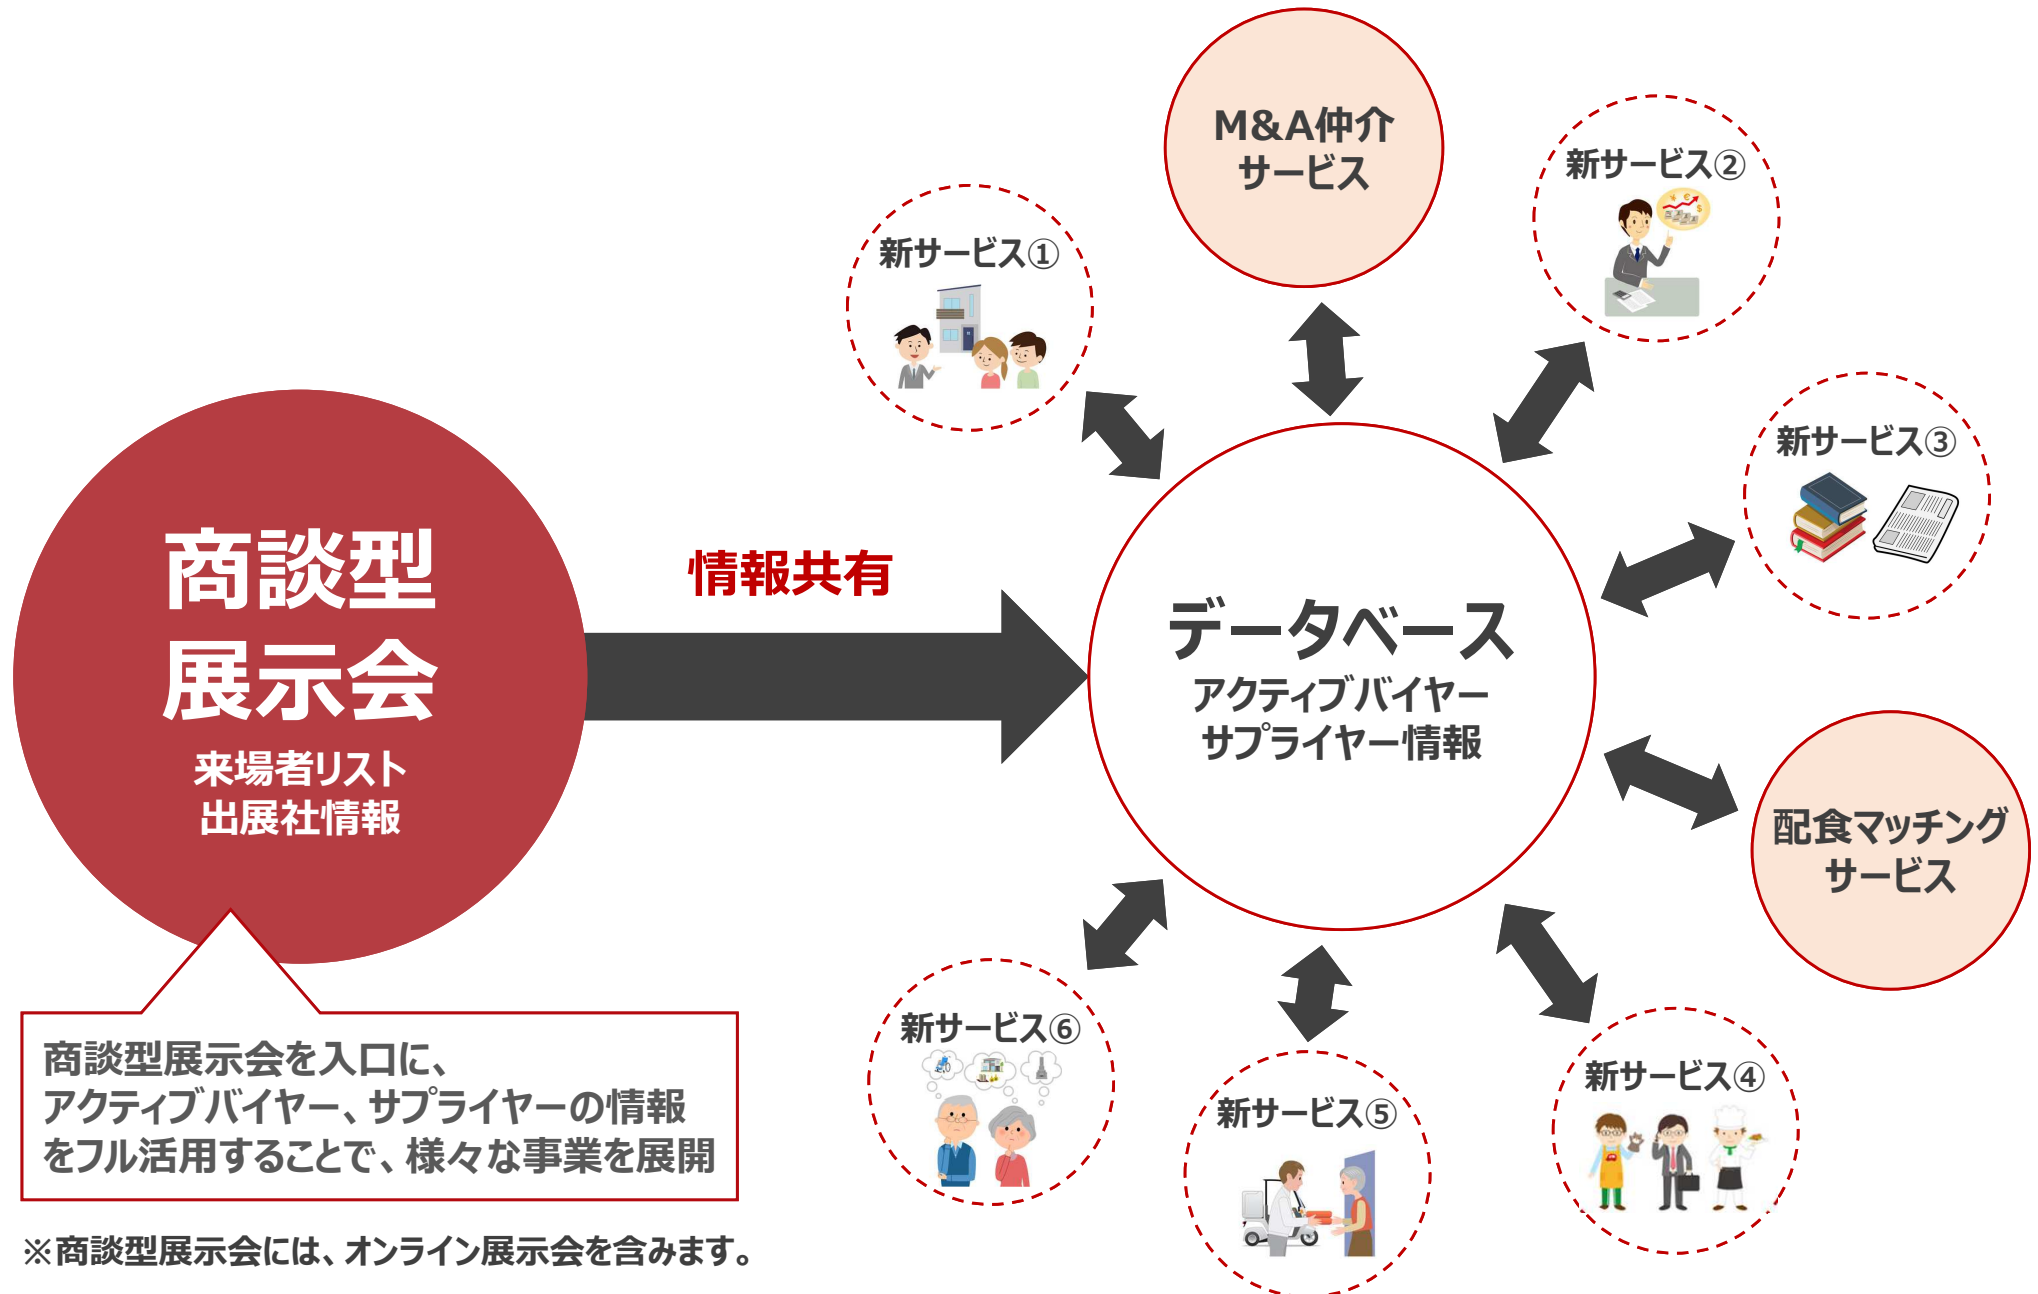 商談型
展示会
来場者リスト
出展社情報
商談型展示会を入口に、
アクティブバイヤー、サプライヤーの情報
をフル活用することで、様々な事業を展開
※商談型展示会には、オンライン展示会を含みます。
情報共有
データベース
アクティブバイヤー
サプライヤー情報
新サービス①
M&A仲介
サービス
新サービス②
新サービス③
配食マッチング
サービス
新サービス④
新サービス⑤
新サービス⑥